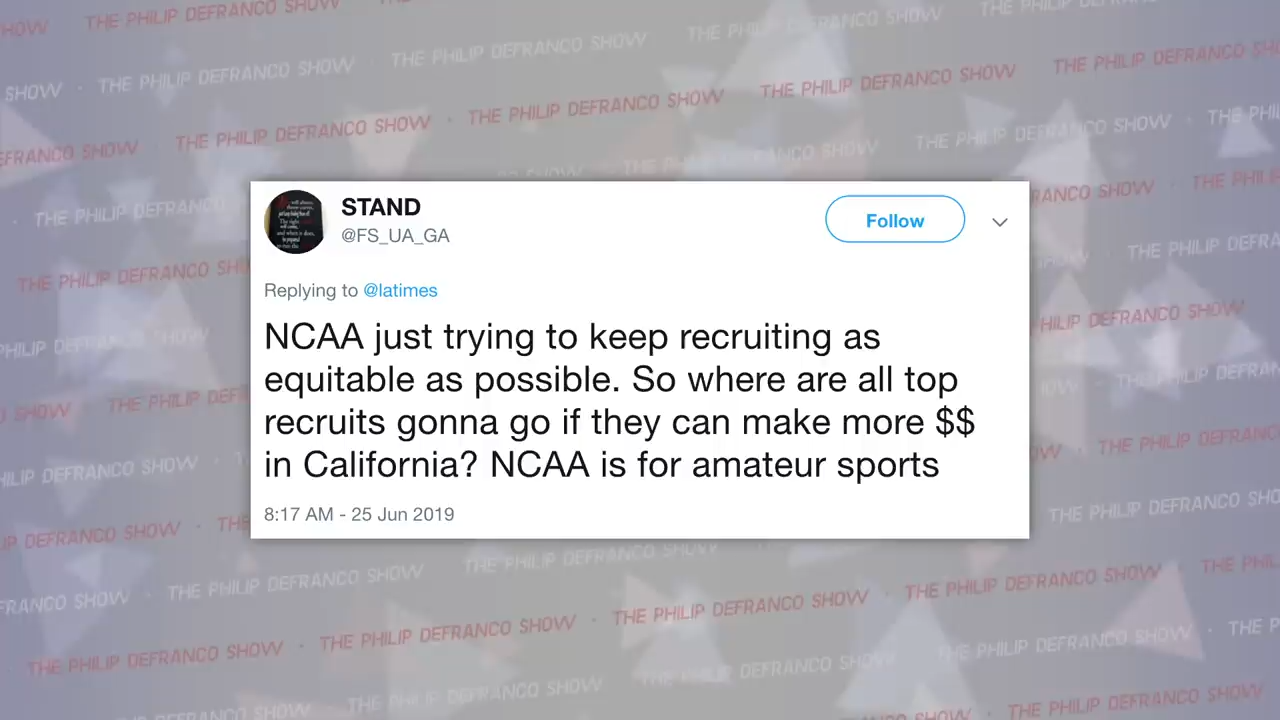 THE PHILIP DEFRANCO SHOW
STAND
@FS_UA_GA
Follow
Replying to @latimes
NCAA just trying to keep recruiting as
equitable as possible. So where are all top
recruits gonna go if they can make more $$
in California? NCAA is for amateur sports
8:17 AM - 25 Jun 2019